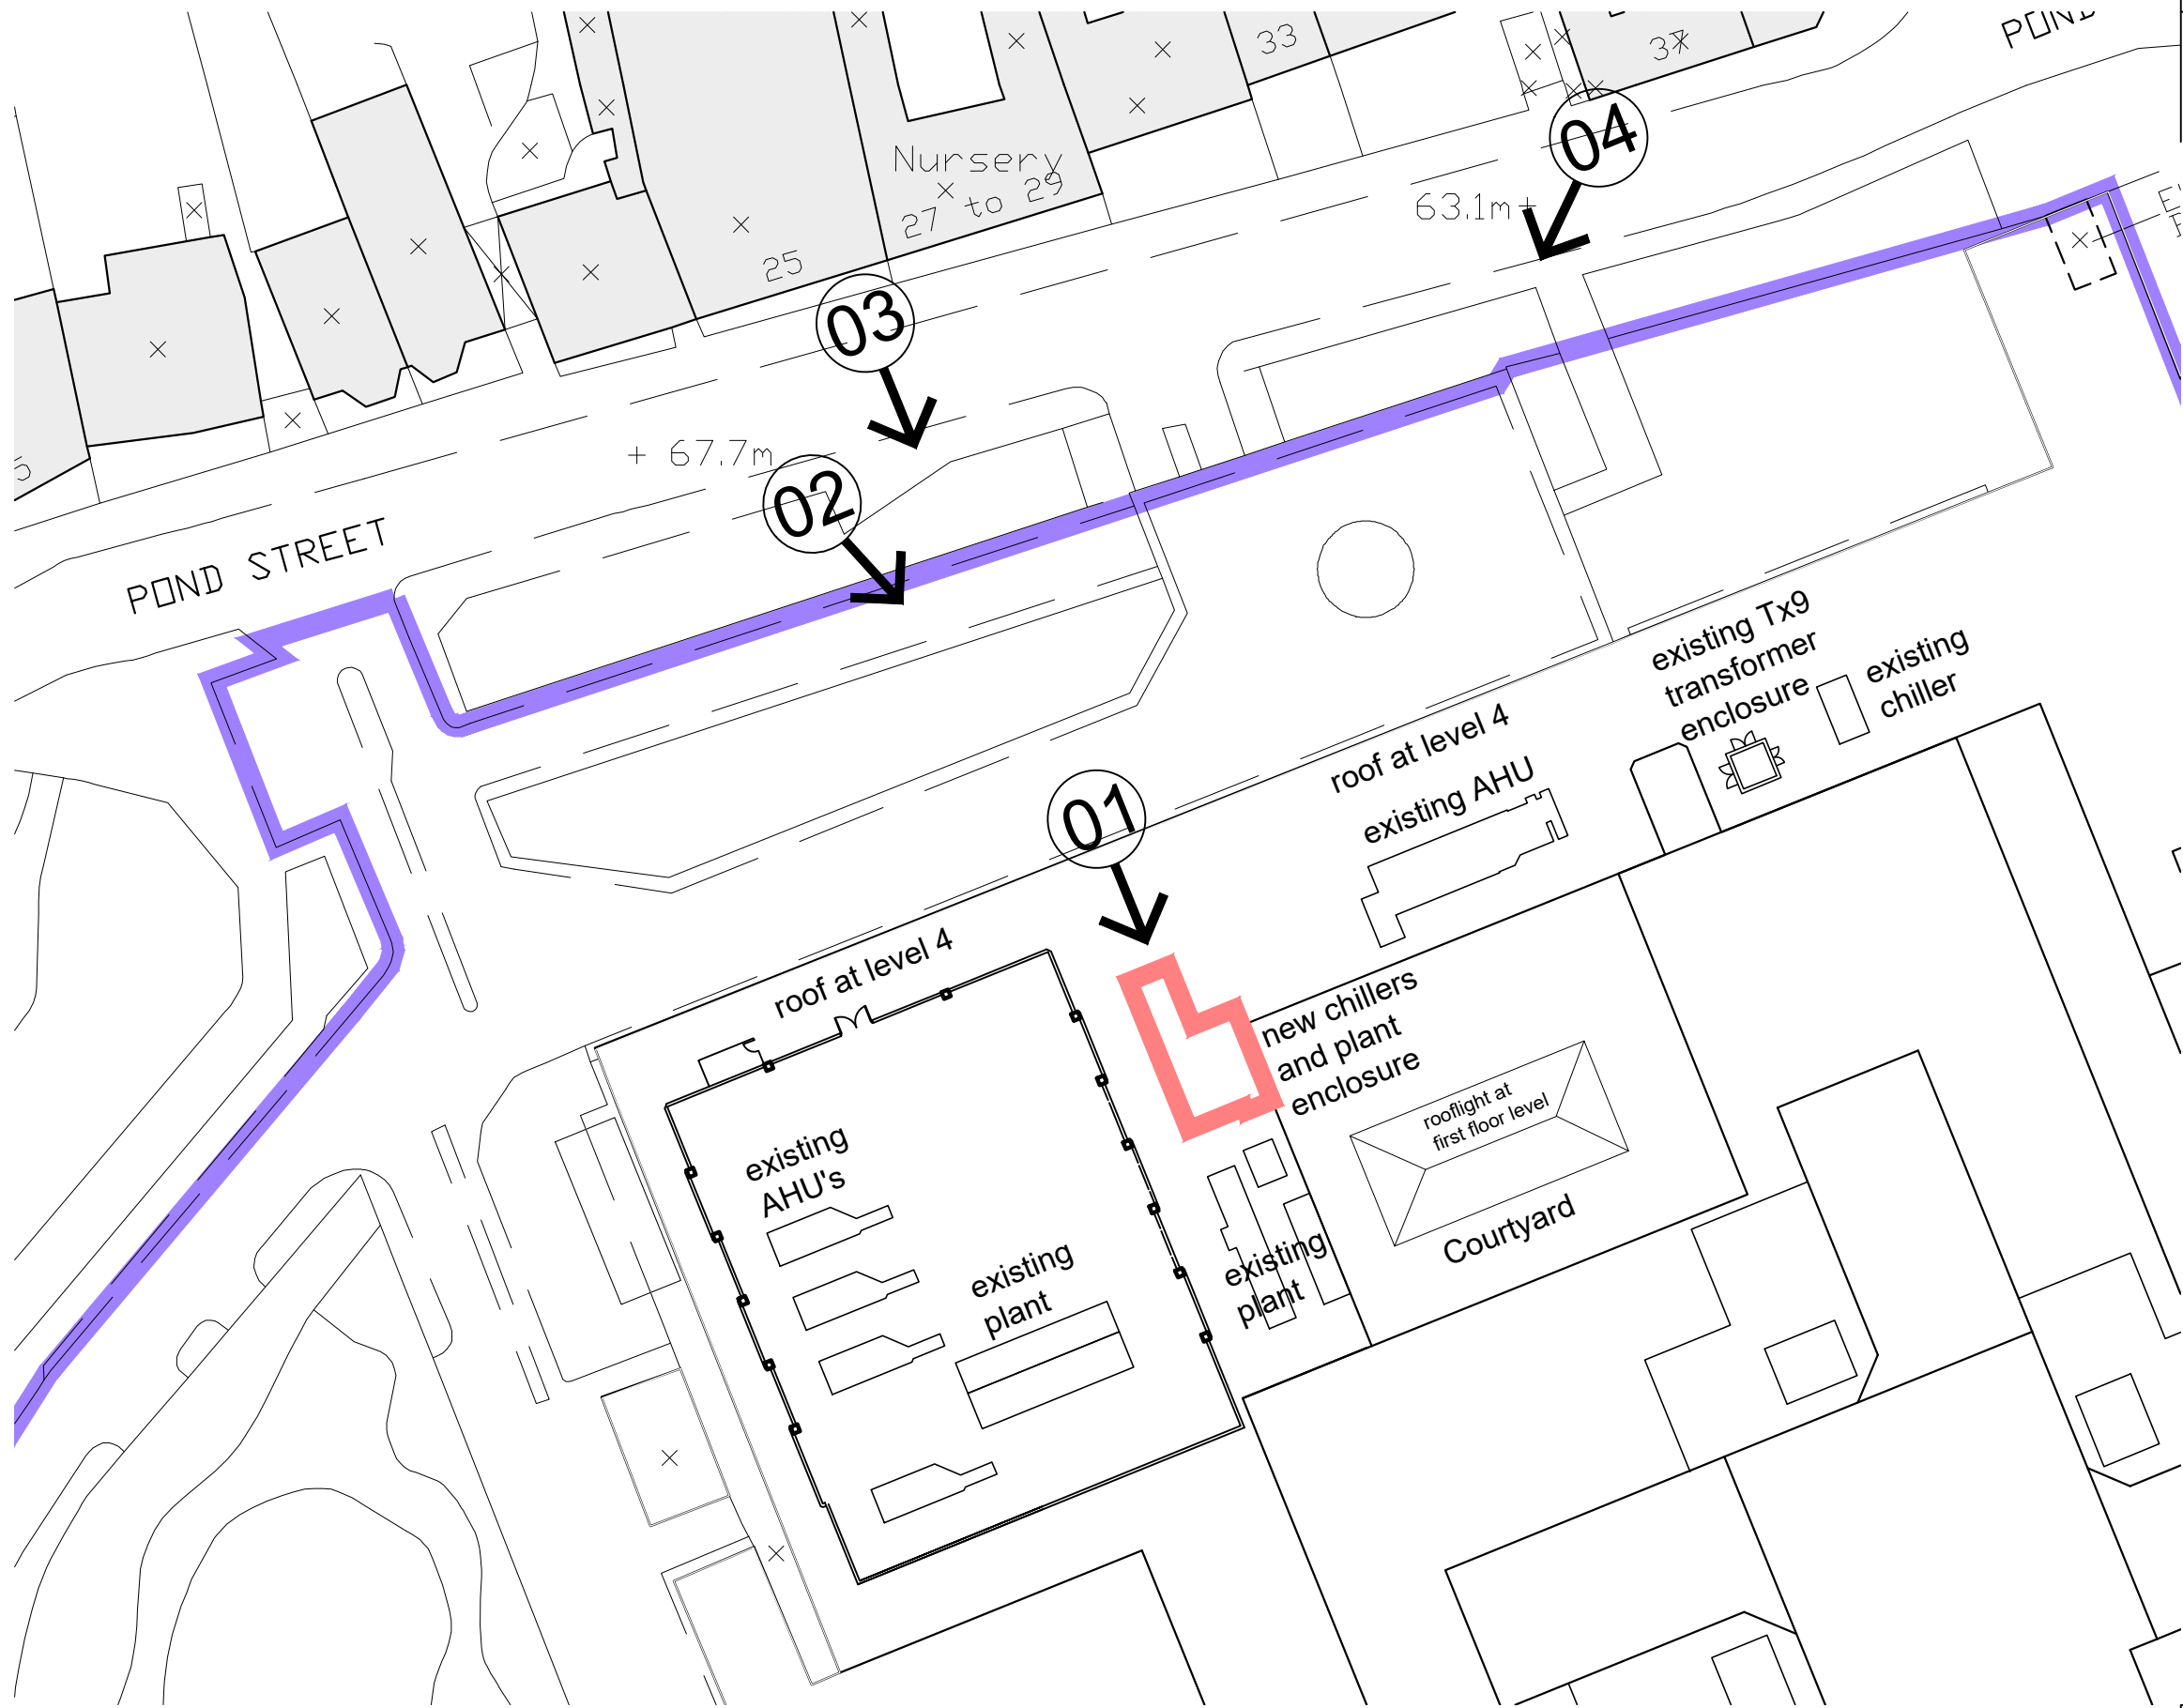 33
37
POND
04
Nursery
27 to 29
63.1m+
25
03
+ 67.7m
02
POND STREET
existing Tx9
transformer
enclosure
existing
chiller
roof at level 4
existing AHU
01
roof at level 4
new chillers
and plant
enclosure
rooflight at
first floor level
existing
AHU's
Courtyard
existing
plant
existing
plant